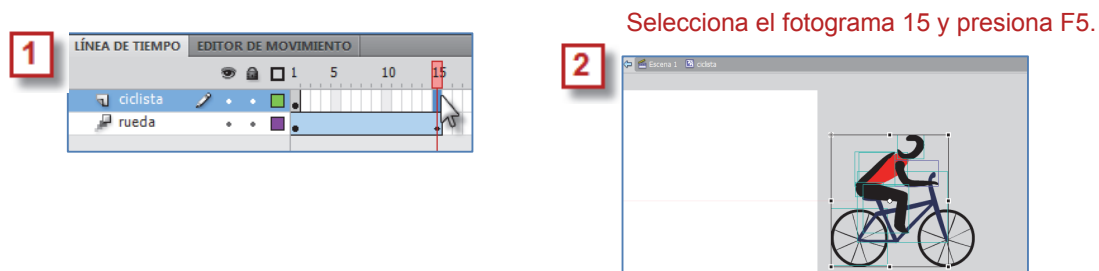 Selecciona el fotograma 15 y presiona F5.
1
LÍNEA DE TIEMPO EDITOR DE MOVIMIENTO
1 5 10 15
ciclista
rueda
2
Escena 1 cicleta